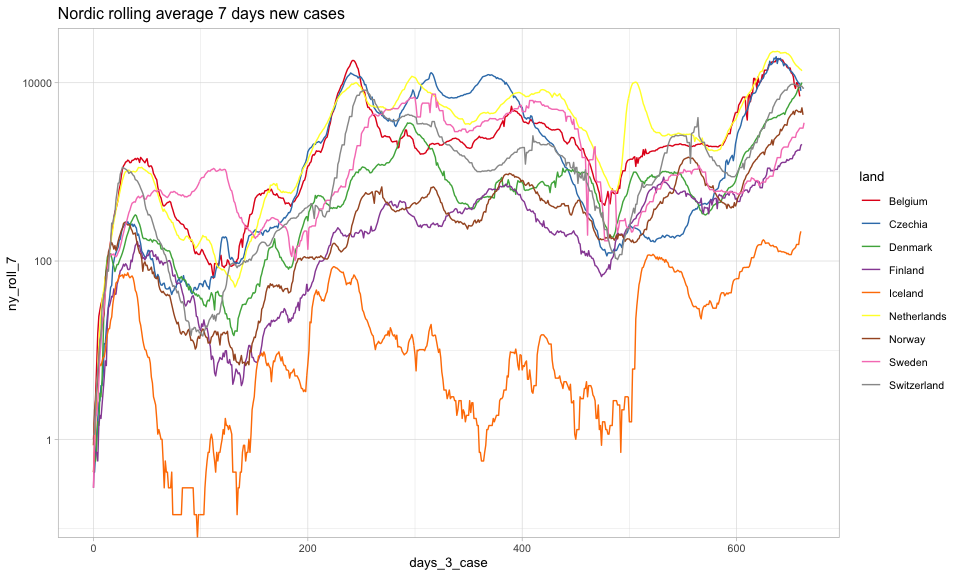 Nordic rolling average 7 days new cases
ny_roll_7
10000
100
1
0
200
400
600
days_3_case
land
Belgium
Czechia
Denmark
Finland
Iceland
Netherlands
Norway
Sweden
Switzerland